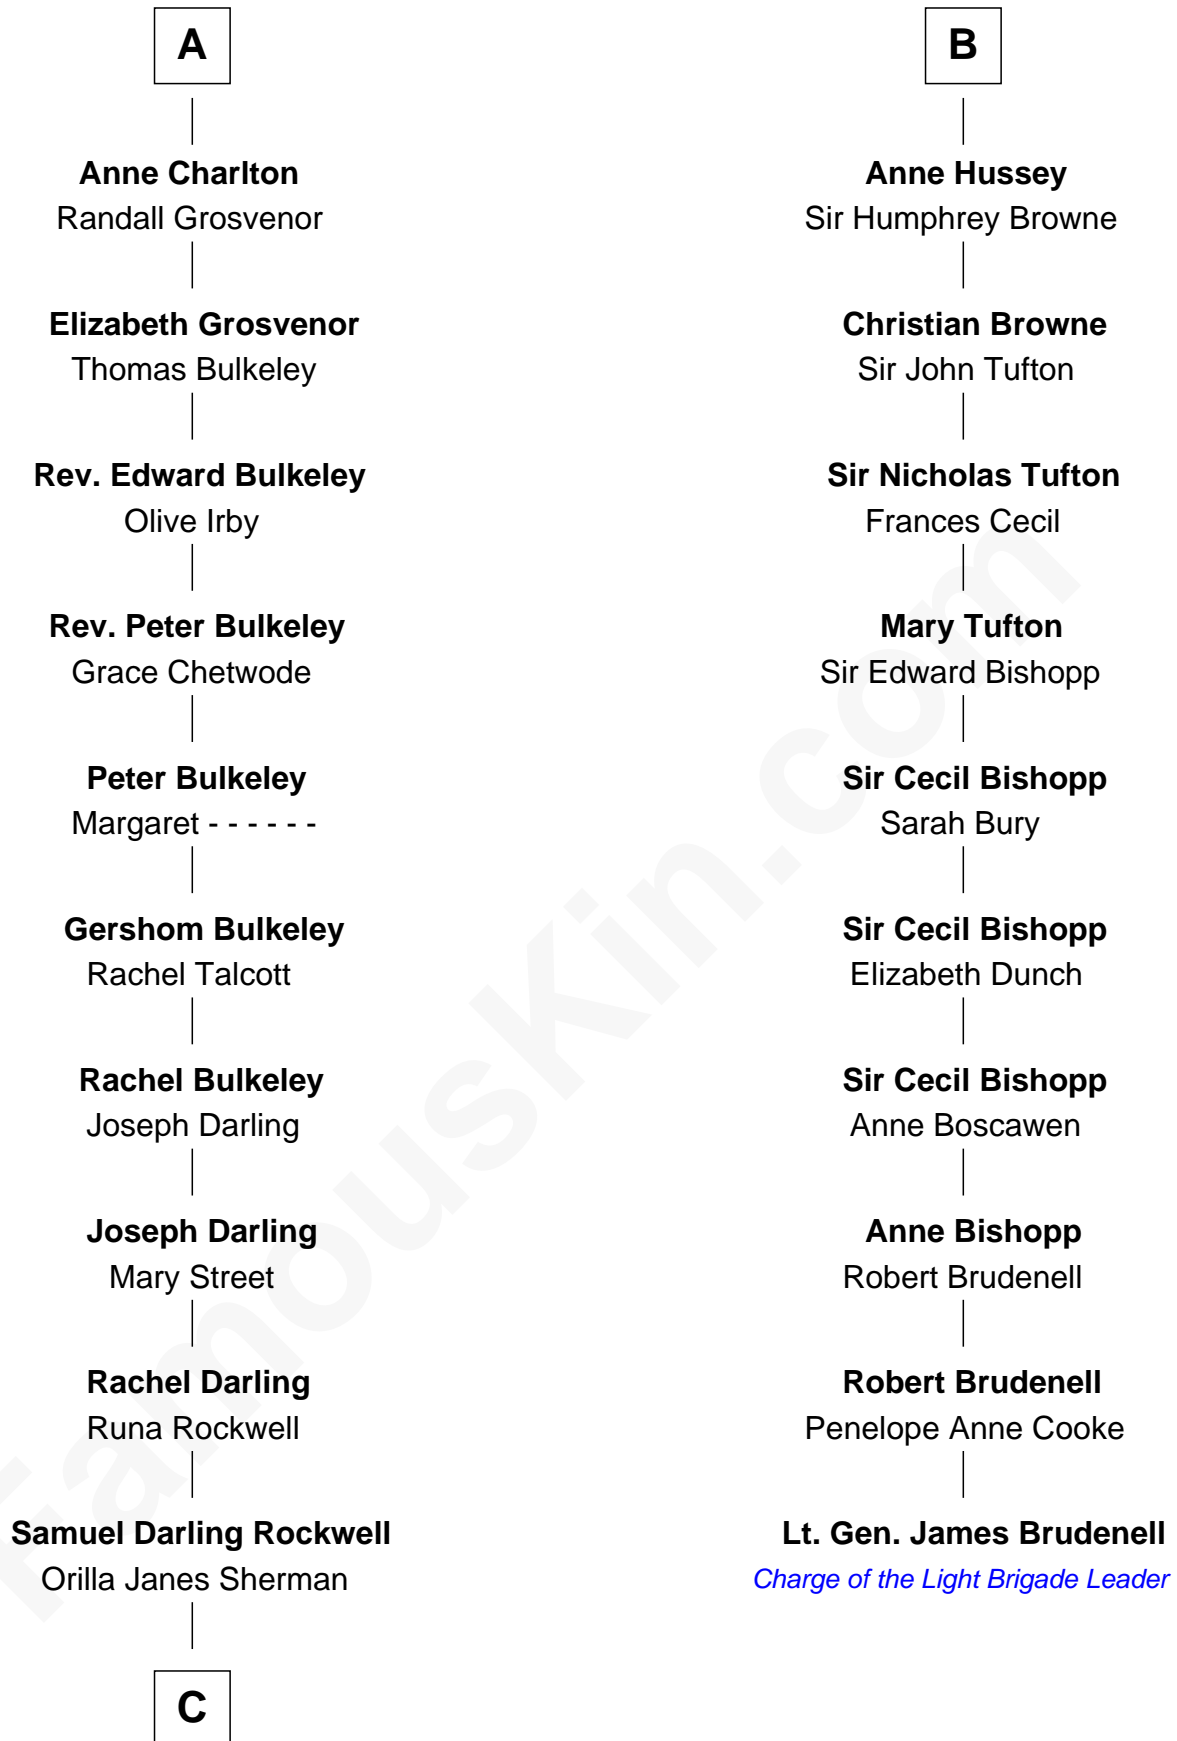 A
Anne Charlton
Randall Grosvenor
Elizabeth Grosvenor
Thomas Bulkeley
Rev. Edward Bulkeley
Olive Irby
Rev. Peter Bulkeley
Grace Chetwode
Peter Bulkeley
Margaret - - - - - -
Gershom Bulkeley
Rachel Talcott
Rachel Bulkeley
Joseph Darling
Joseph Darling
Mary Street
Rachel Darling
Runa Rockwell
Samuel Darling Rockwell
Orilla Janes Sherman
C
B
Anne Hussey
Sir Humphrey Browne
Christian Browne
Sir John Tufton
Sir Nicholas Tufton
Frances Cecil
Mary Tufton
Sir Edward Bishopp
Sir Cecil Bishopp
Sarah Bury
Sir Cecil Bishopp
Elizabeth Dunch
Sir Cecil Bishopp
Anne Boscawen
Anne Bishopp
Robert Brudenell
Robert Brudenell
Penelope Anne Cooke
Lt. Gen. James Brudenell
Charge of the Light Brigade Leader
FamousKin.com